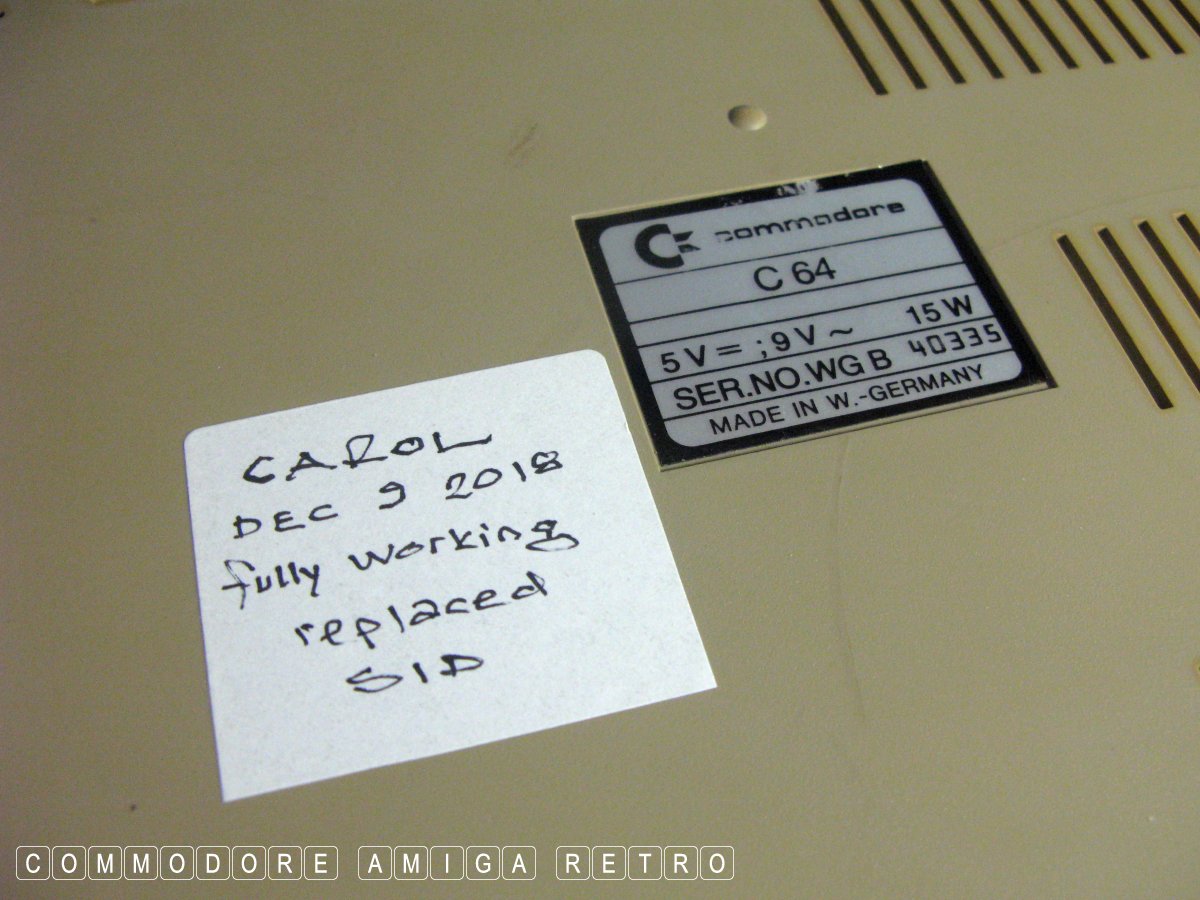 commodore
C 64
5V = ; 9V ~ 15W
SER.NO.WG B 40335
MADE IN W.-GERMANY
CAROL
DEC 9 2018
fully working
replaced
SID
COMMODORE AMIGA RETRO